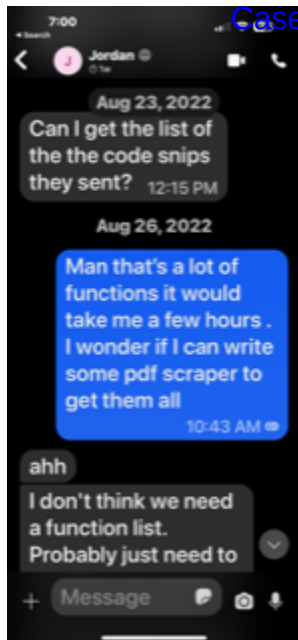 7:00
Case
Search
J
Jordan
1w
Aug 23, 2022
Can I get the list of
the the code snips
they sent? 12:15 PM
Aug 26, 2022
Man that's a lot of
functions it would
take me a few hours .
I wonder if I can write
some pdf scraper to
get them all
10:43 AM
ahh
I don't think we need
a function list.
Probably just need to
Message